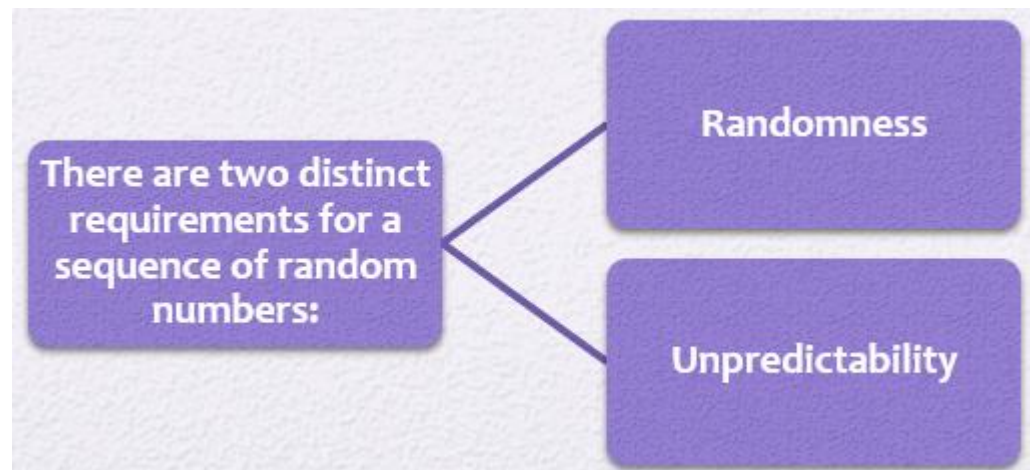 There are two distinct
requirements for a
sequence of random
numbers:
Randomness
Unpredictability